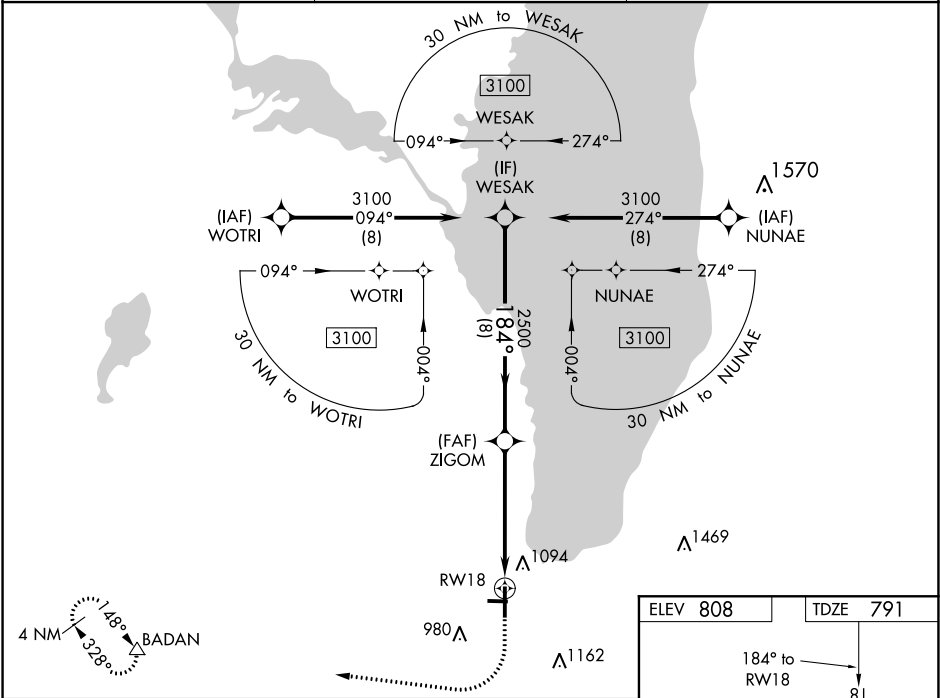 30 NM to WESAK
3100
WESAK
094° 274°
(IF)
WESAK
1570
(IAF)
WOTRI
3100
094°
(8)
3100
274°
(8)
(IAF)
NUNAE
094°
WOTRI
3100
004°
30 NM to WOTRI
2500
184°
(8)
274°
NUNAE
3100
004°
30 NM to NUNAE
(FAF)
ZIGOM
1469
1094
RW18
980
1162
4 NM
148°
328°
BADAN
ELEV 808
TDZE 791
184° to
RW18